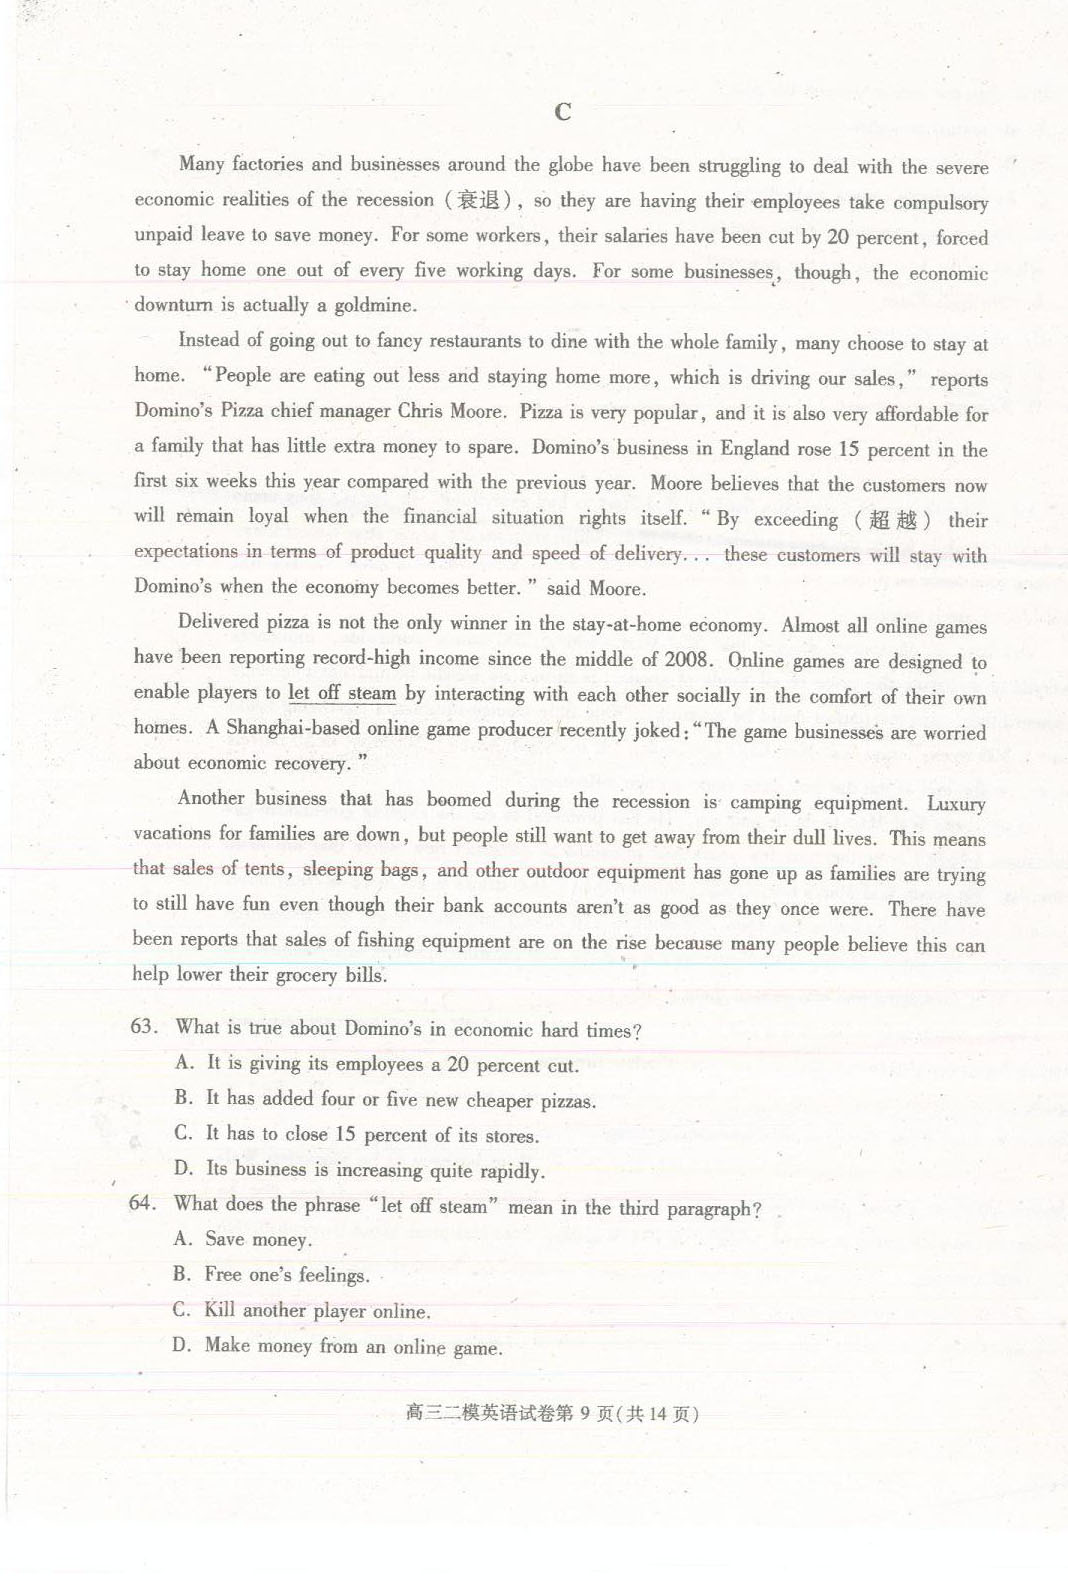 C
Many factories and businesses around the globe have been struggling to deal with the severe
economic realities of the recession (衰退), so they are having their employees take compulsory
unpaid leave to save money. For some workers, their salaries have been cut by 20 percent, forced
to stay home one out of every five working days. For some businesses, though, the economic
downturn is actually a goldmine.
Instead of going out to fancy restaurants to dine with the whole family, many choose to stay at
home. "People are eating out less and staying home more, which is driving our sales," reports
Domino's Pizza chief manager Chris Moore. Pizza is very popular, and it is also very affordable for
a family that has little extra money to spare. Domino's business in England rose 15 percent in the
first six weeks this year compared with the previous year. Moore believes that the customers now
will remain loyal when the financial situation rights itself. "By exceeding (超越) their
expectations in terms of product quality and speed of delivery... these customers will stay with
Domino's when the economy becomes better." said Moore.
Delivered pizza is not the only winner in the stay-at-home economy. Almost all online games
have been reporting record-high income since the middle of 2008. Online games are designed to
enable players to let off steam by interacting with each other socially in the comfort of their own
homes. A Shanghai-based online game producer recently joked: "The game businesses are worried
about economic recovery."
Another business that has boomed during the recession is camping equipment. Luxury
vacations for families are down, but people still want to get away from their dull lives. This means
that sales of tents, sleeping bags, and other outdoor equipment has gone up as families are trying
to still have fun even though their bank accounts aren't as good as they once were. There have
been reports that sales of fishing equipment are on the rise because many people believe this can
help lower their grocery bills.
63. What is true about Domino's in economic hard times?
A. It is giving its employees a 20 percent cut.
B. It has added four or five new cheaper pizzas.
C. It has to close 15 percent of its stores.
D. Its business is increasing quite rapidly.
64. What does the phrase "let off steam" mean in the third paragraph?
A. Save money.
B. Free one's feelings.
C. Kill another player online.
D. Make money from an online game.
高三二模英语试卷第 9 页(共 14 页)